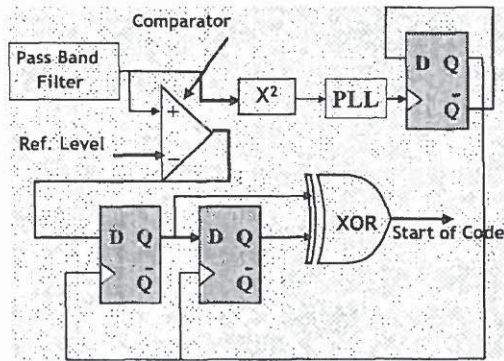 Comparator
Pass Band
Filter
X²
PLL
D Q
Q̅
+
Ref. Level
−
D Q
Q̅
D Q
Q̅
XOR
Start of Code